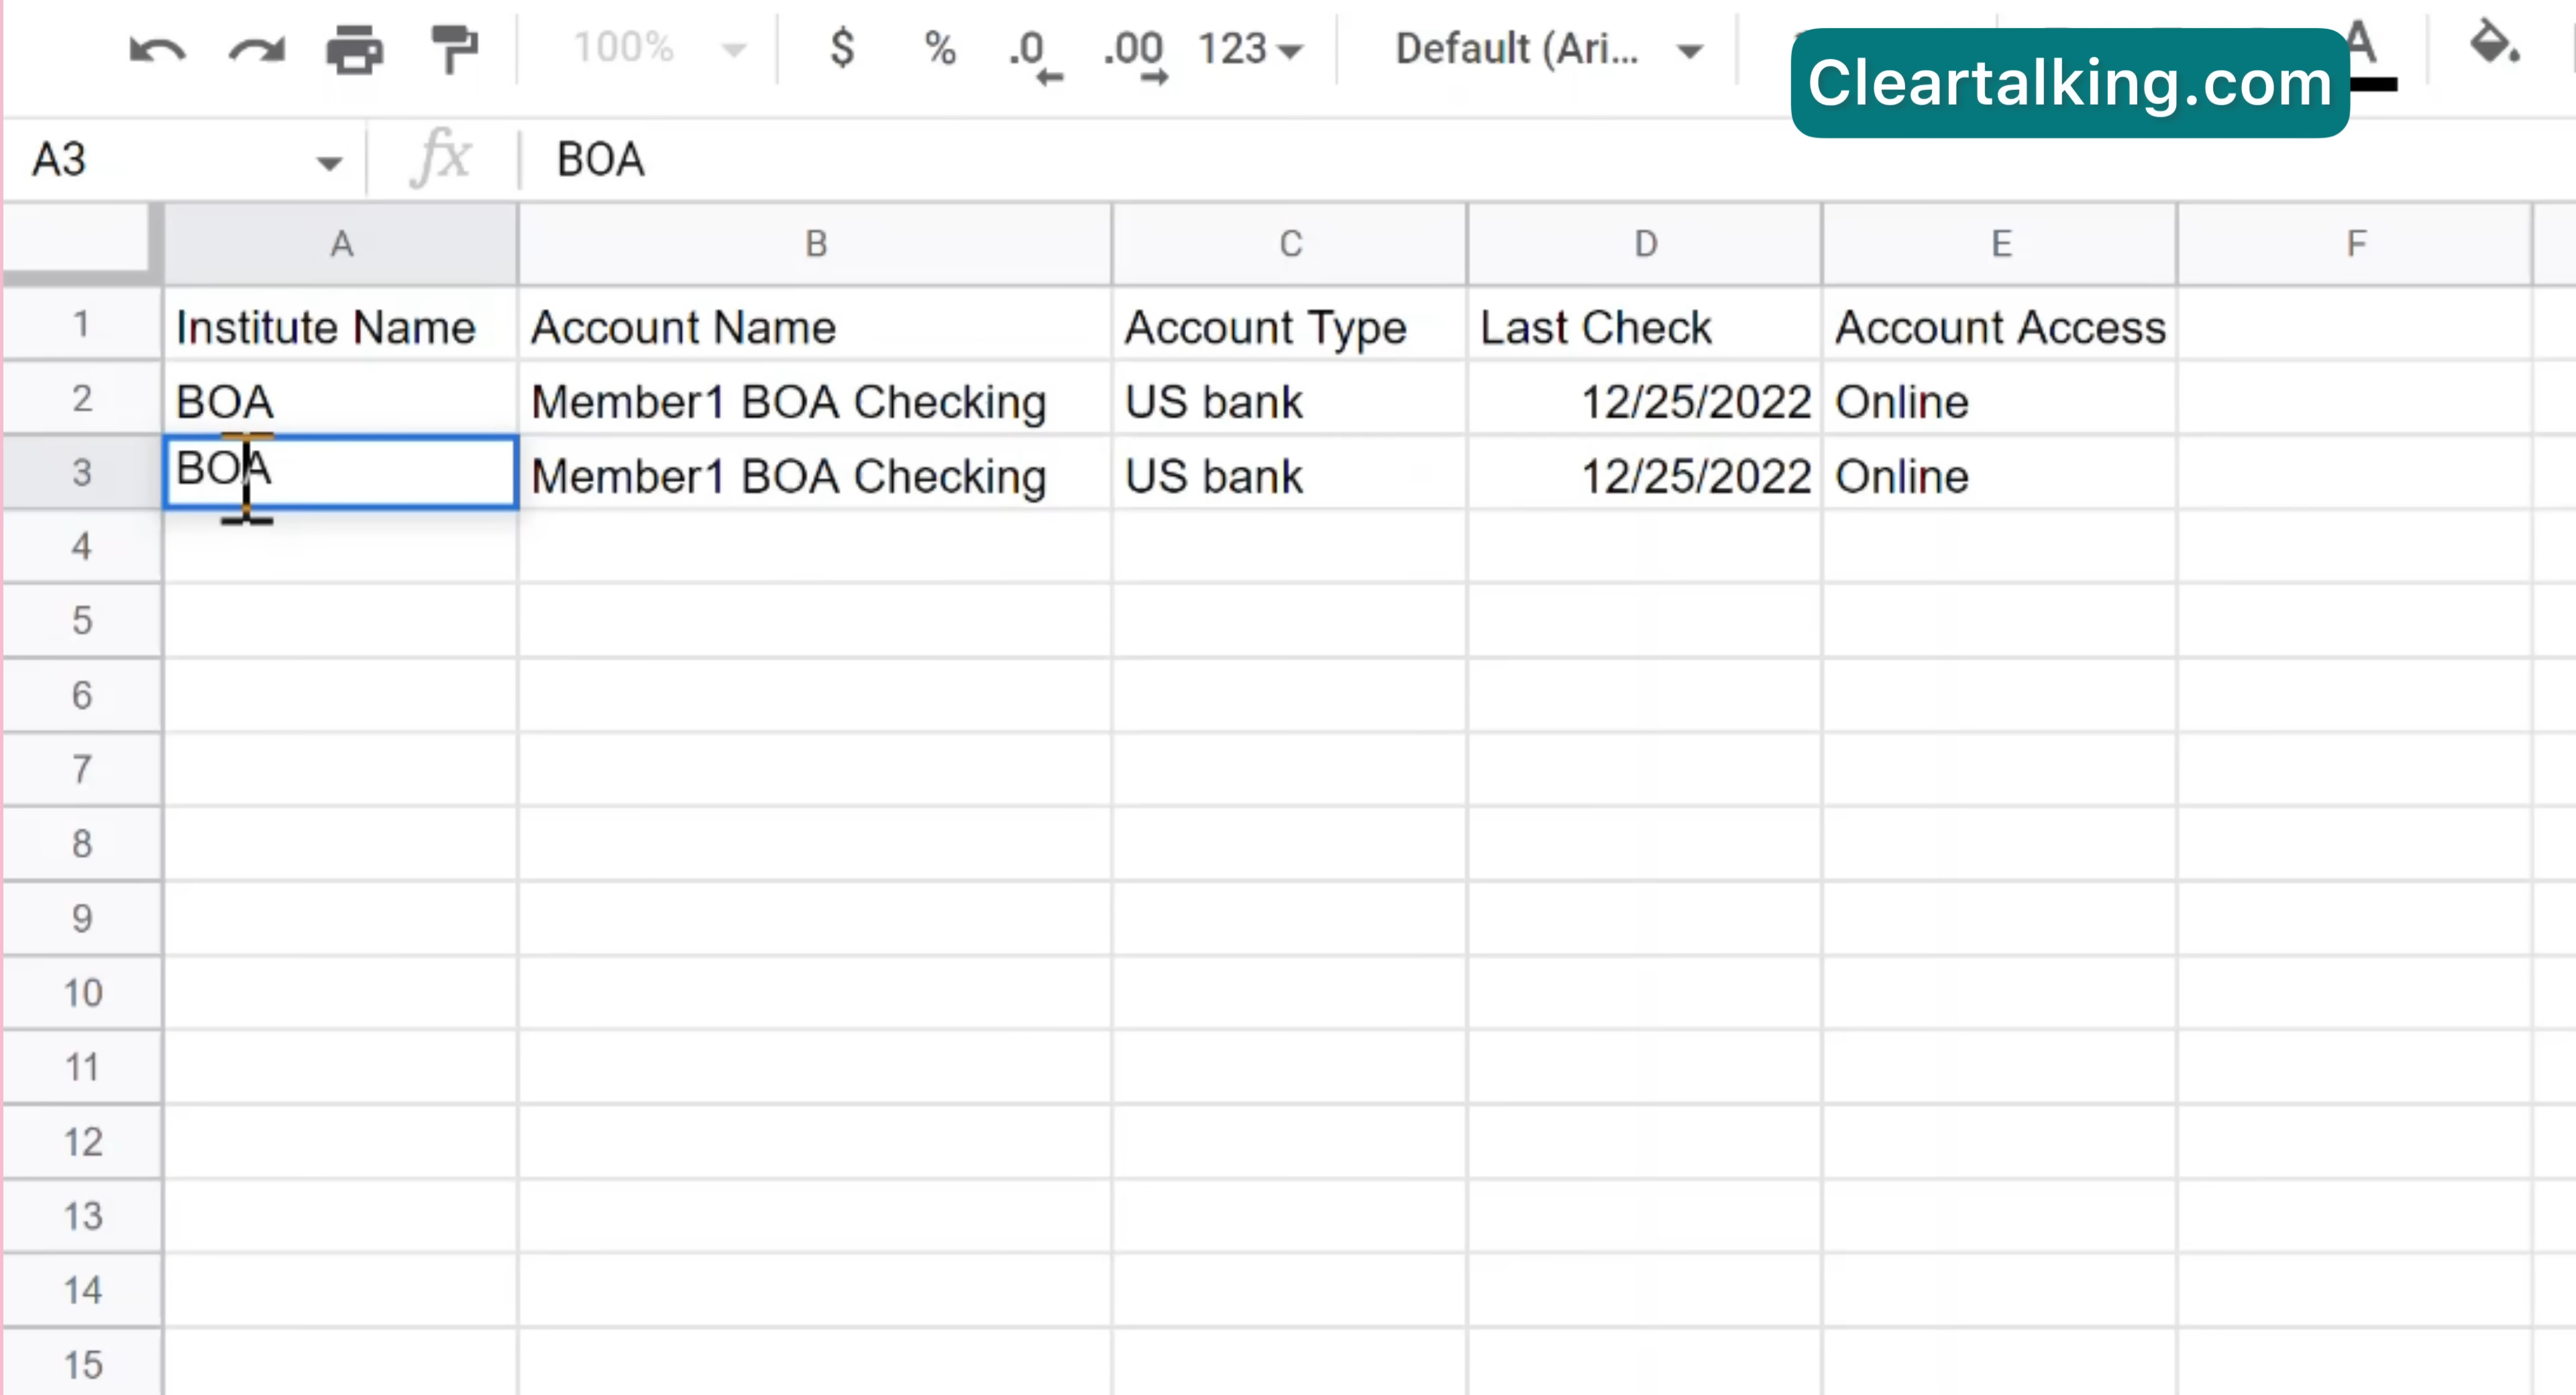 100% $ % .0 .00 123 Default (Ari... A
Cleartalking.com
A3 fx BOA
A B C D E F
1 Institute Name Account Name Account Type Last Check Account Access
2 BOA Member1 BOA Checking US bank 12/25/2022 Online
3 BOA Member1 BOA Checking US bank 12/25/2022 Online
4
5
6
7
8
9
10
11
12
13
14
15